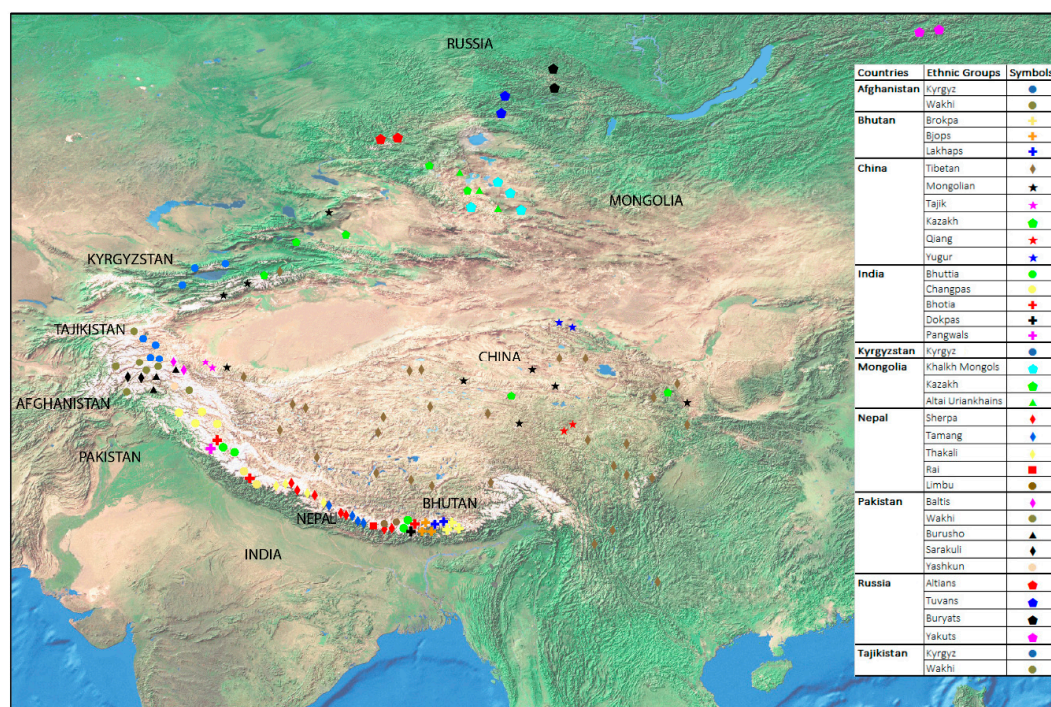 RUSSIA
MONGOLIA
KYRGYZSTAN
TAJIKISTAN
CHINA
AFGHANISTAN
PAKISTAN
BHUTAN
NEPAL
INDIA
Countries Ethnic Groups Symbols
Afghanistan Kyrgyz
Wakhi
Bhutan Brokpa
Bjops
Lakhaps
China Tibetan
Mongolian
Tajik
Kazakh
Qiang
Yugur
India Bhuttia
Changpas
Bhotia
Dokpas
Pangwals
Kyrgyzstan Kyrgyz
Mongolia Khalkh Mongols
Kazakh
Altai Uriankhains
Nepal Sherpa
Tamang
Thakali
Rai
Limbu
Pakistan Baltis
Wakhi
Burusho
Sarakuli
Yashkun
Russia Altians
Tuvans
Buryats
Yakuts
Tajikistan Kyrgyz
Wakhi